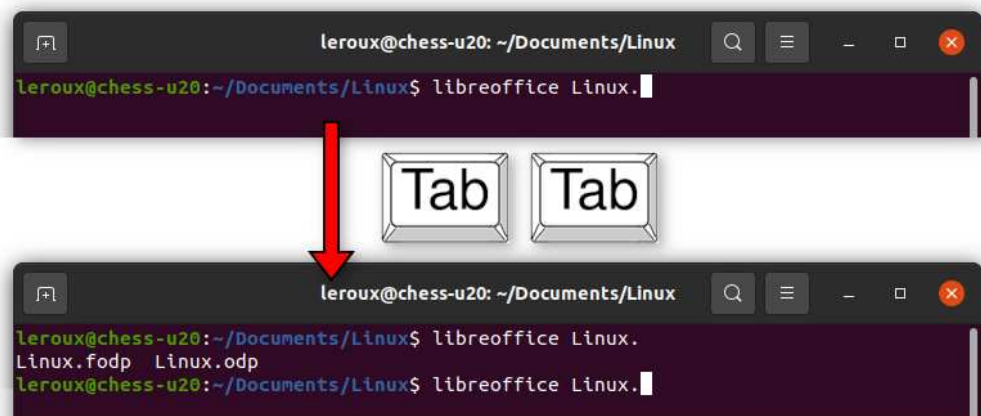 leroux@chess-u20: ~/Documents/Linux
leroux@chess-u20:~/Documents/Linux$ libreoffice Linux.
Tab Tab
leroux@chess-u20: ~/Documents/Linux
leroux@chess-u20:~/Documents/Linux$ libreoffice Linux.
Linux.fodp  Linux.odp
leroux@chess-u20:~/Documents/Linux$ libreoffice Linux.